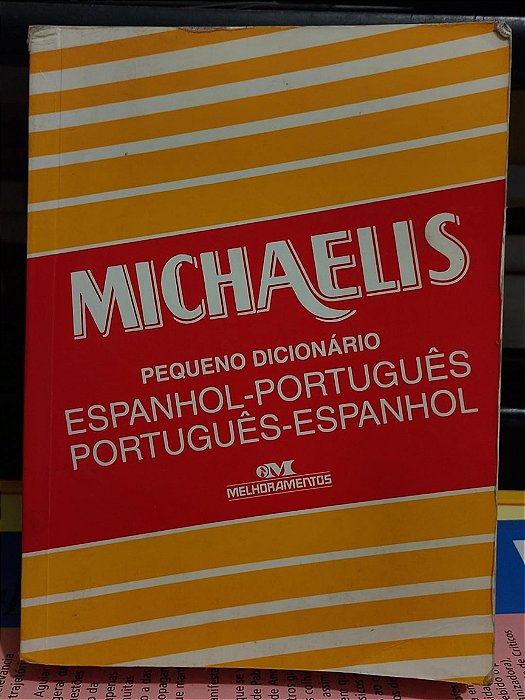 MICHAELIS
PEQUENO DICIONÁRIO
ESPANHOL-PORTUGUÊS
PORTUGUÊS-ESPANHOL
MELHORAMENTOS